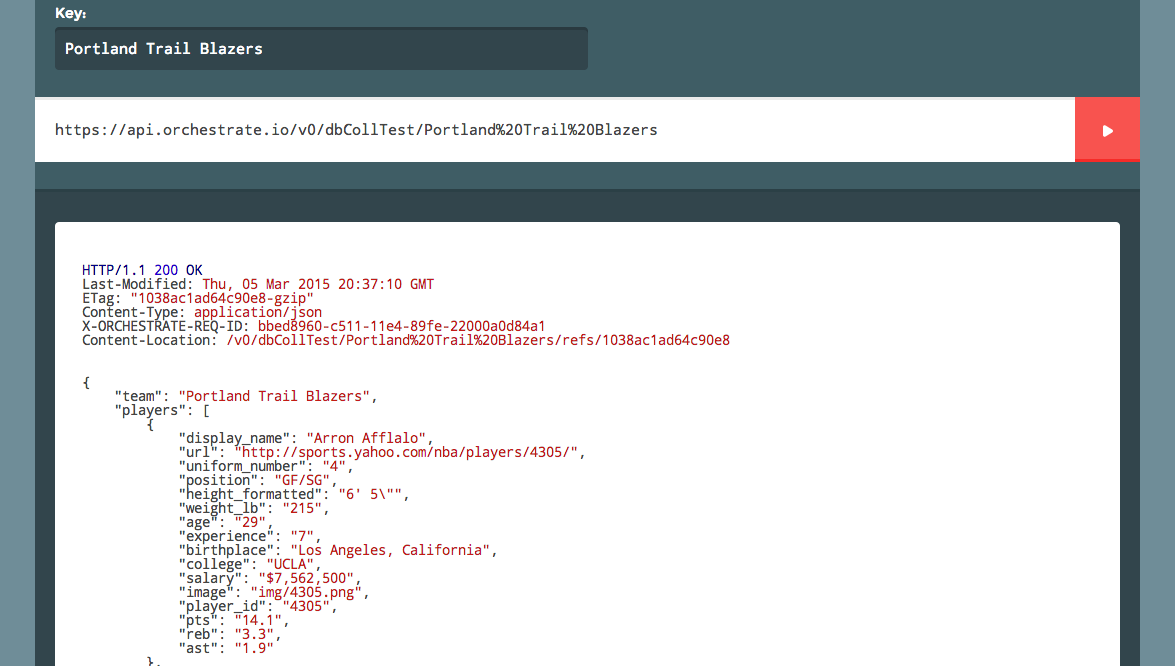 Key:
Portland Trail Blazers
https://api.orchestrate.io/v0/dbCollTest/Portland%20Trail%20Blazers
HTTP/1.1 200 OK
Last-Modified: Thu, 05 Mar 2015 20:37:10 GMT
ETag: "1038ac1ad64c90e8-gzip"
Content-Type: application/json
X-ORCHESTRATE-REQ-ID: bbed8960-c511-11e4-89fe-22000a0d84a1
Content-Location: /v0/dbCollTest/Portland%20Trail%20Blazers/refs/1038ac1ad64c90e8
{
    "team": "Portland Trail Blazers",
    "players": [
        {
            "display_name": "Arron Afflalo",
            "url": "http://sports.yahoo.com/nba/players/4305/",
            "uniform_number": "4",
            "position": "GF/SG",
            "height_formatted": "6' 5\"",
            "weight_lb": "215",
            "age": "29",
            "experience": "7",
            "birthplace": "Los Angeles, California",
            "college": "UCLA",
            "salary": "$7,562,500",
            "image": "img/4305.png",
            "player_id": "4305",
            "pts": "14.1",
            "reb": "3.3",
            "ast": "1.9"
        },